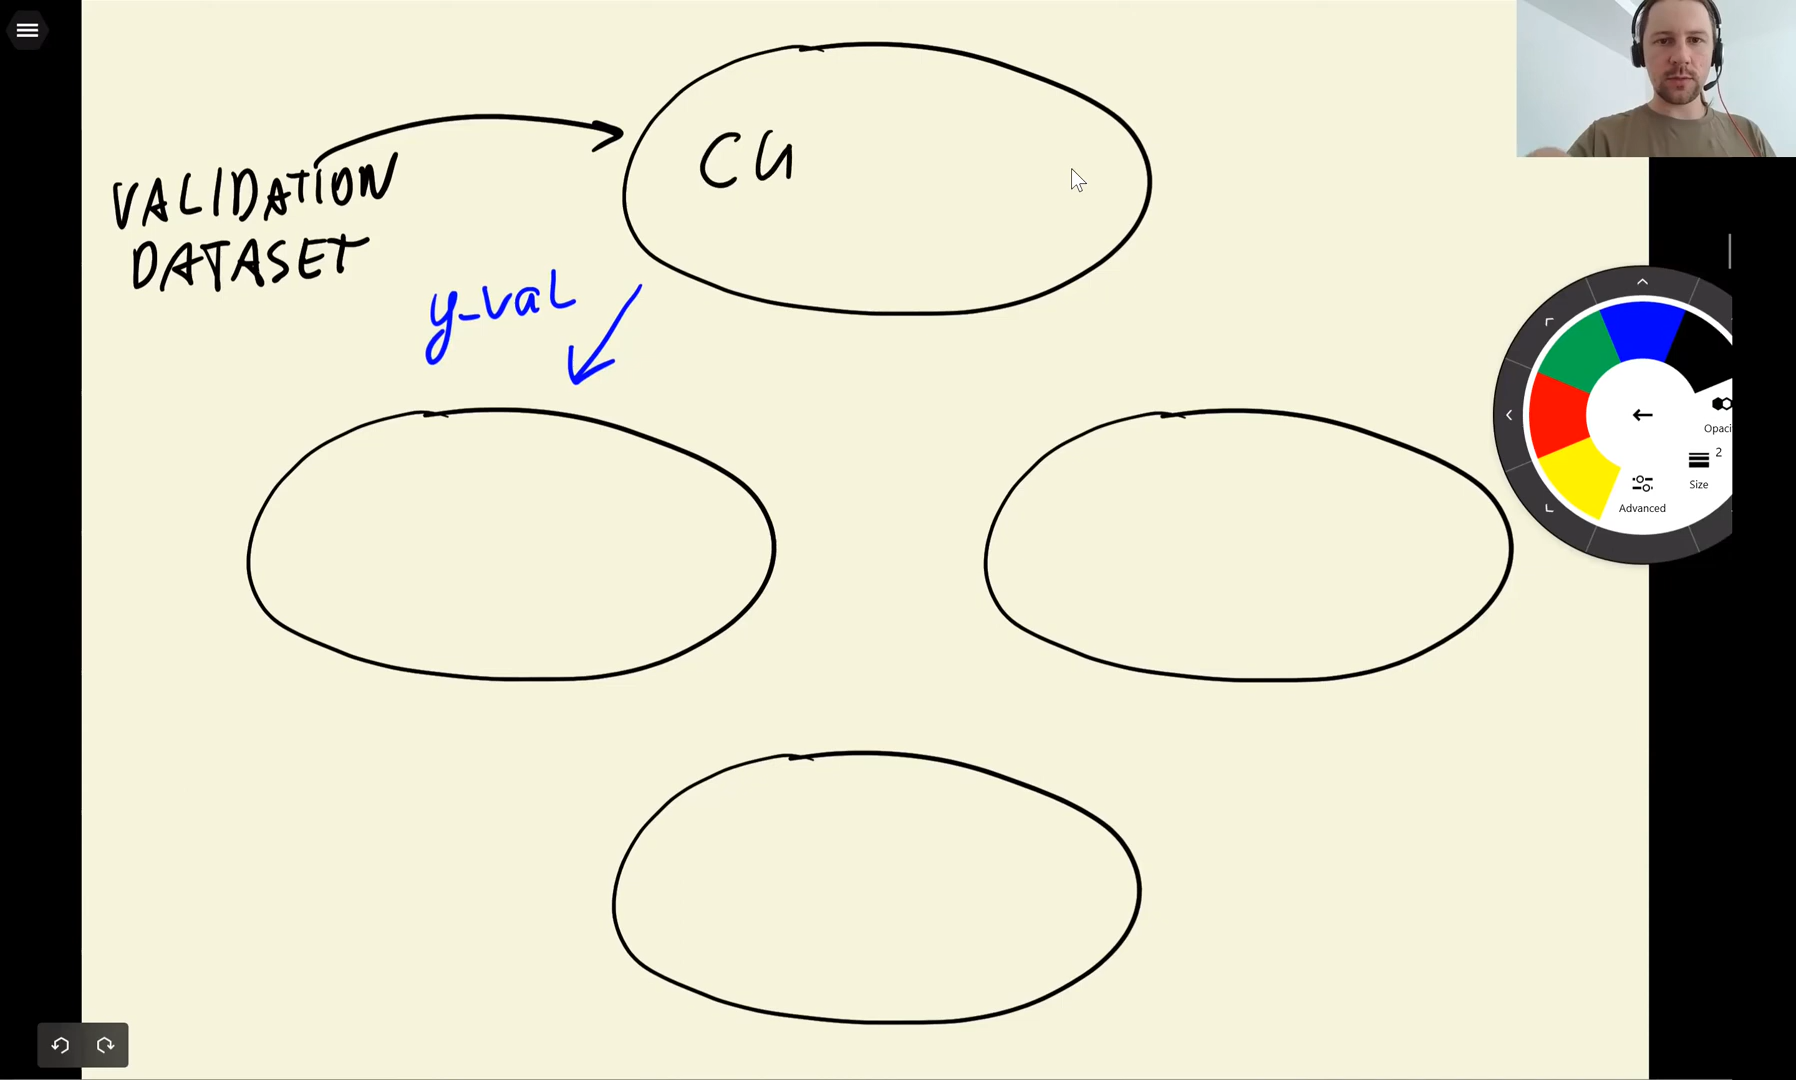 VALIDATION
DATASET
CU
y-val
Opaci
2
Size
Advanced